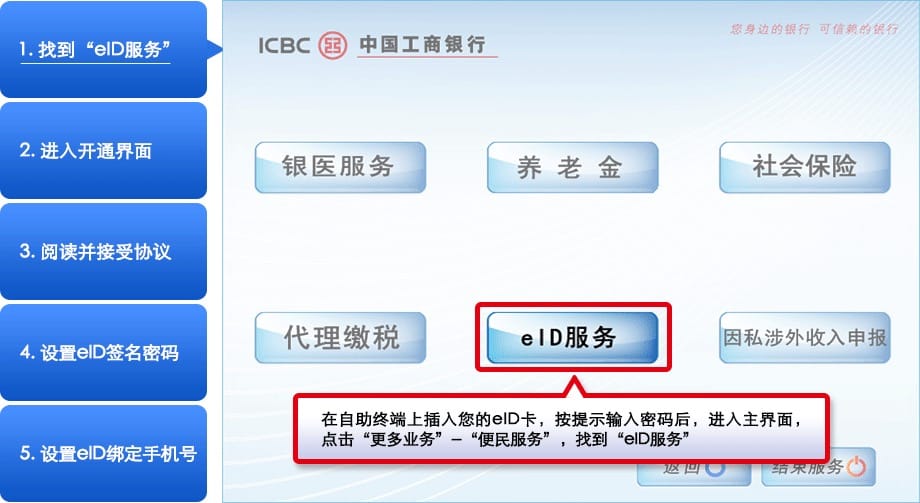 1. 找到“eID服务”
2. 进入开通界面
3. 阅读并接受协议
4. 设置eID签名密码
5. 设置eID绑定手机号
ICBC 中国工商银行
您身边的银行 可信赖的银行
银医服务
养老金
社会保险
代理缴税
eID服务
因私涉外收入申报
在自助终端上插入您的eID卡，按提示输入密码后，进入主界面，
点击“更多业务”–“便民服务”，找到“eID服务”
返回
结束服务